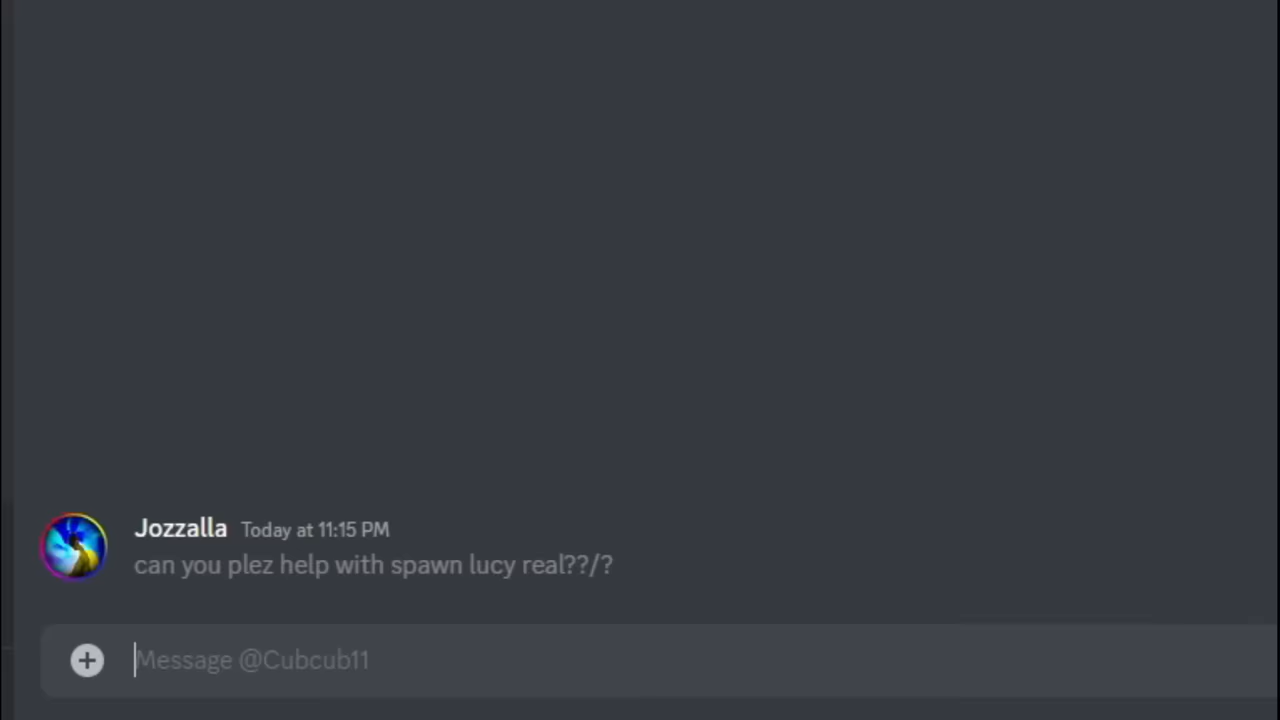 Jozzalla Today at 11:15 PM
can you plez help with spawn lucy real??/?
Message @Cubcub11